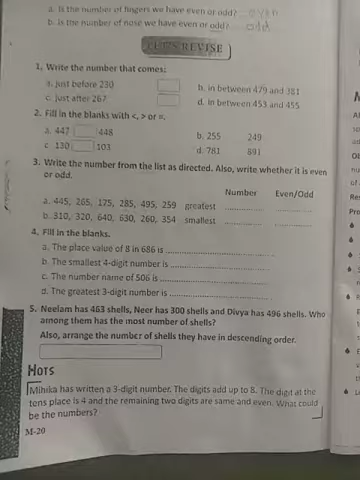 a. Is the number of fingers we have even or odd? even
b. Is the number of nose we have even or odd? odd
LET'S REVISE
1. Write the number that comes:
a. just before 230
b. in between 479 and 381
c. just after 267
d. in between 453 and 455
2. Fill in the blanks with <, > or =.
a. 447 448
b. 255 249
c. 130 103
d. 781 891
3. Write the number from the list as directed. Also, write whether it is even
or odd.
Number Even/Odd
a. 445, 265, 175, 285, 495, 259 greatest
b. 310, 320, 640, 630, 260, 354 smallest
4. Fill in the blanks.
a. The place value of 8 in 686 is
b. The smallest 4-digit number is
c. The number name of 506 is
d. The greatest 3-digit number is
5. Neelam has 463 shells, Neer has 300 shells and Divya has 496 shells. Who
among them has the most number of shells?
Also, arrange the number of shells they have in descending order.
HOTS
Mihika has written a 3-digit number. The digits add up to 8. The digit at the
tens place is 4 and the remaining two digits are same and even. What could
be the numbers?
M-20